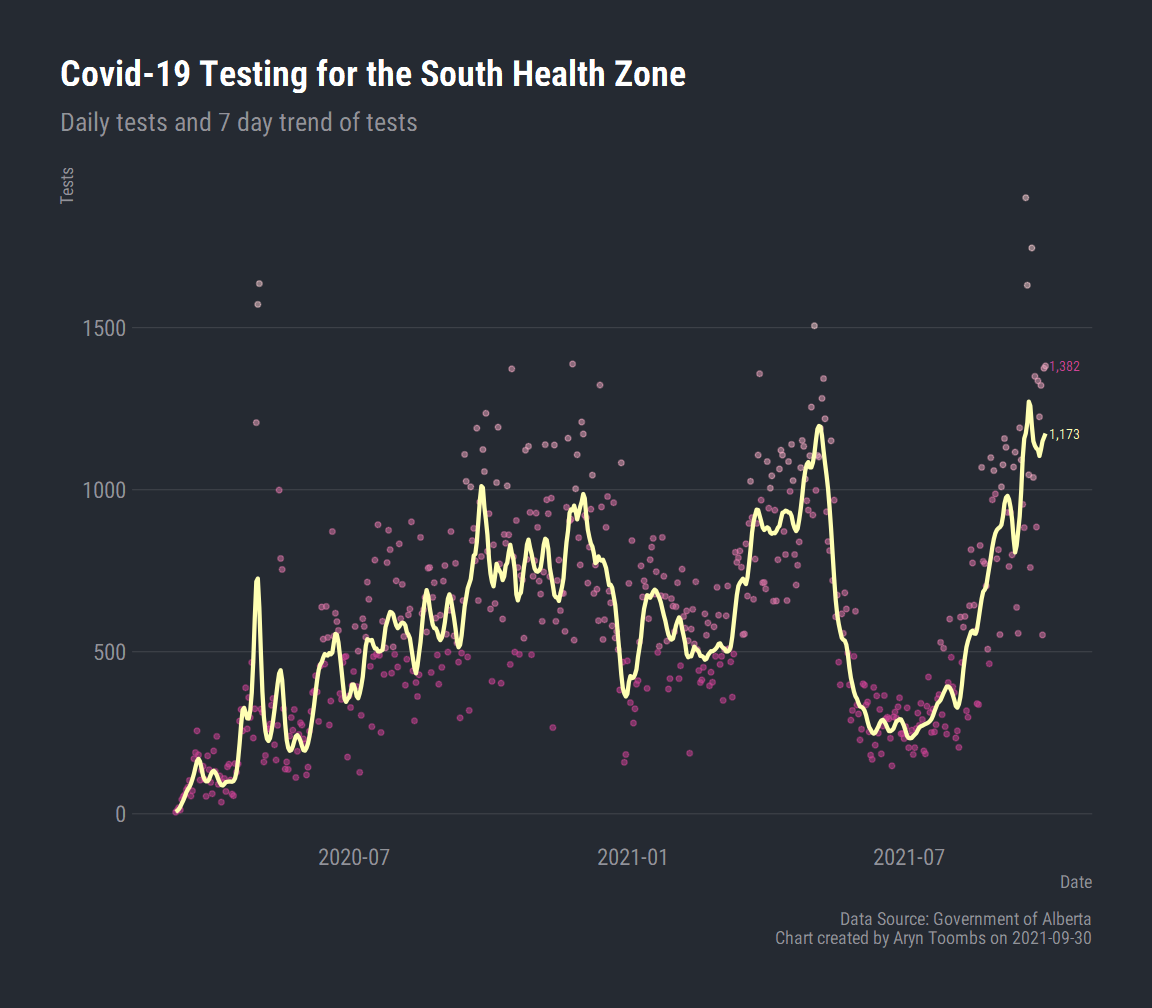 Covid-19 Testing for the South Health Zone
Daily tests and 7 day trend of tests
Tests
1500
1,382
1,173
1000
500
0
2020-07
2021-01
2021-07
Date
Data Source: Government of Alberta
Chart created by Aryn Toombs on 2021-09-30